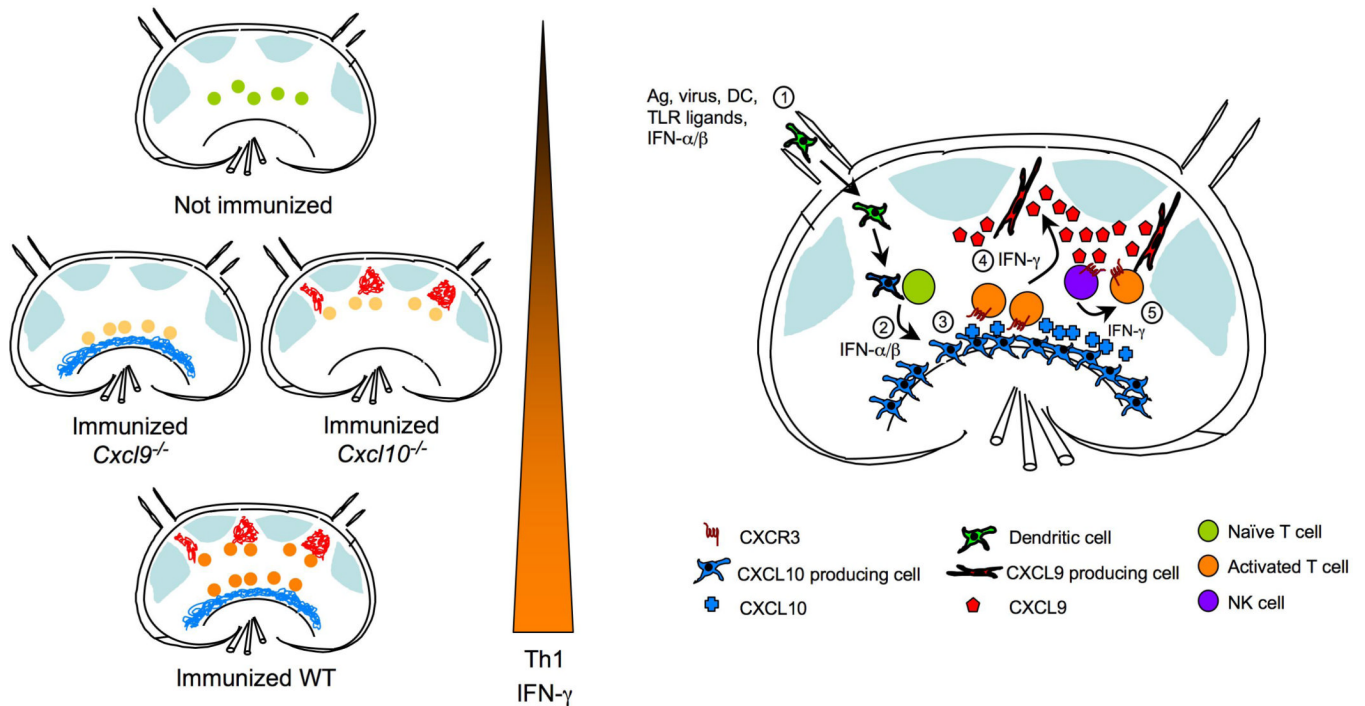 Not immunized
Immunized
Cxcl9-/-
Immunized
Cxcl10-/-
Immunized WT
Th1
IFN-γ
Ag, virus, DC,
TLR ligands,
IFN-α/β
1
2
IFN-α/β
3
4 IFN-γ
IFN-γ
5
CXCR3
CXCL10 producing cell
CXCL10
Dendritic cell
CXCL9 producing cell
CXCL9
Naïve T cell
Activated T cell
NK cell